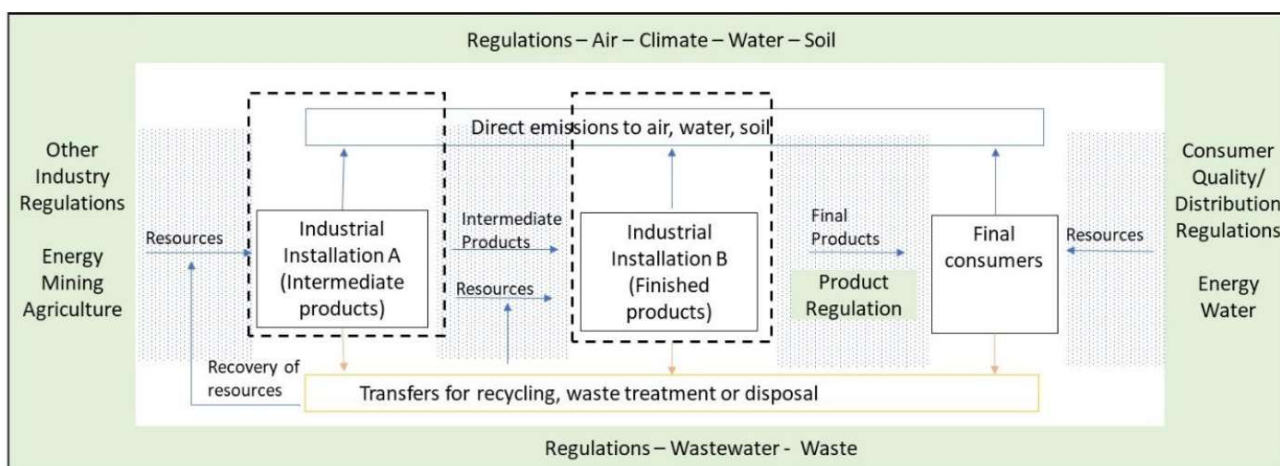 Regulations – Air – Climate – Water – Soil
Direct emissions to air, water, soil
Other
Industry
Regulations
Energy
Mining
Agriculture
Resources
Industrial
Installation A
(Intermediate
products)
Intermediate
Products
Resources
Industrial
Installation B
(Finished
products)
Final
Products
Product
Regulation
Final
consumers
Resources
Consumer
Quality/
Distribution
Regulations
Energy
Water
Recovery of
resources
Transfers for recycling, waste treatment or disposal
Regulations – Wastewater - Waste